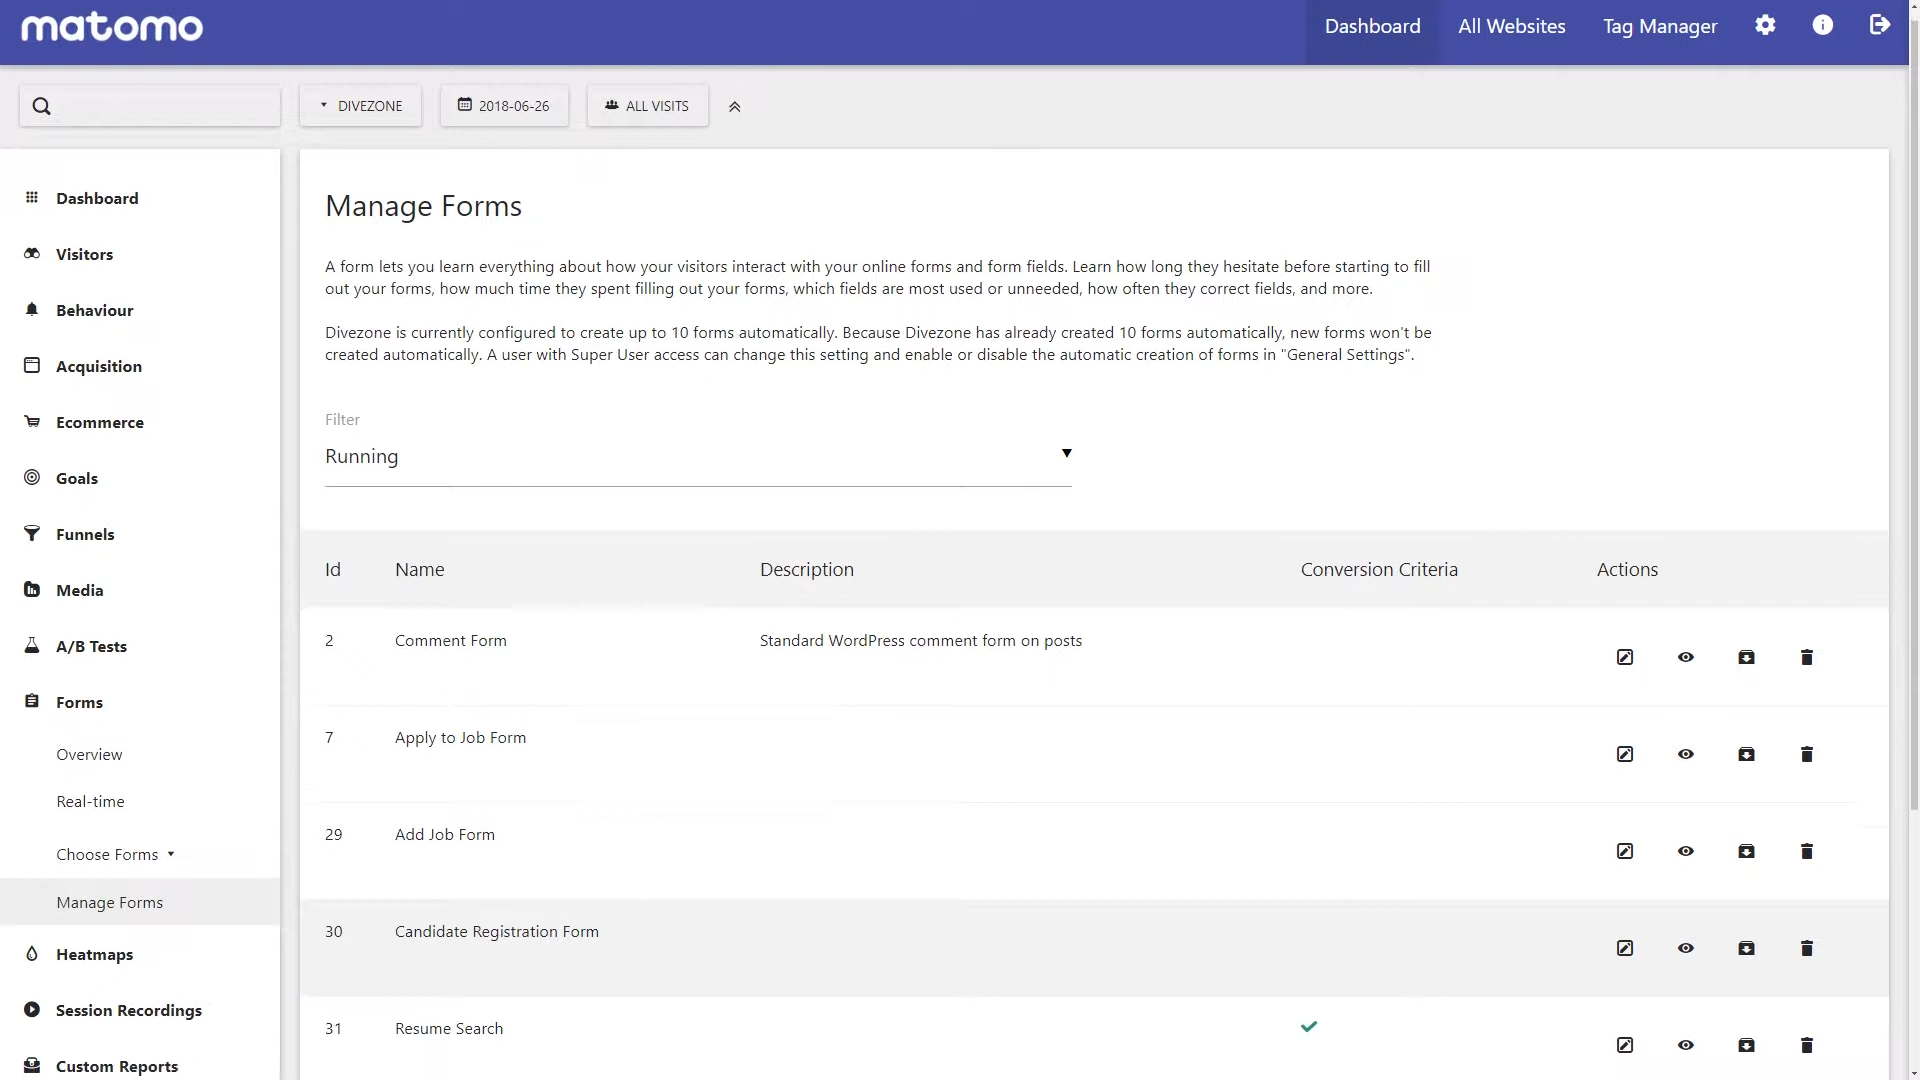 matomo
Dashboard
All Websites
Tag Manager
DIVEZONE
2018-06-26
ALL VISITS
Dashboard
Visitors
Behaviour
Acquisition
Ecommerce
Goals
Funnels
Media
A/B Tests
Forms
Overview
Real-time
Choose Forms
Manage Forms
Heatmaps
Session Recordings
Custom Reports
Manage Forms
A form lets you learn everything about how your visitors interact with your online forms and form fields. Learn how long they hesitate before starting to fill
out your forms, how much time they spent filling out your forms, which fields are most used or unneeded, how often they correct fields, and more.
Divezone is currently configured to create up to 10 forms automatically. Because Divezone has already created 10 forms automatically, new forms won't be
created automatically. A user with Super User access can change this setting and enable or disable the automatic creation of forms in "General Settings".
Filter
Running
Id Name Description Conversion Criteria Actions
2 Comment Form Standard WordPress comment form on posts
7 Apply to Job Form
29 Add Job Form
30 Candidate Registration Form
31 Resume Search